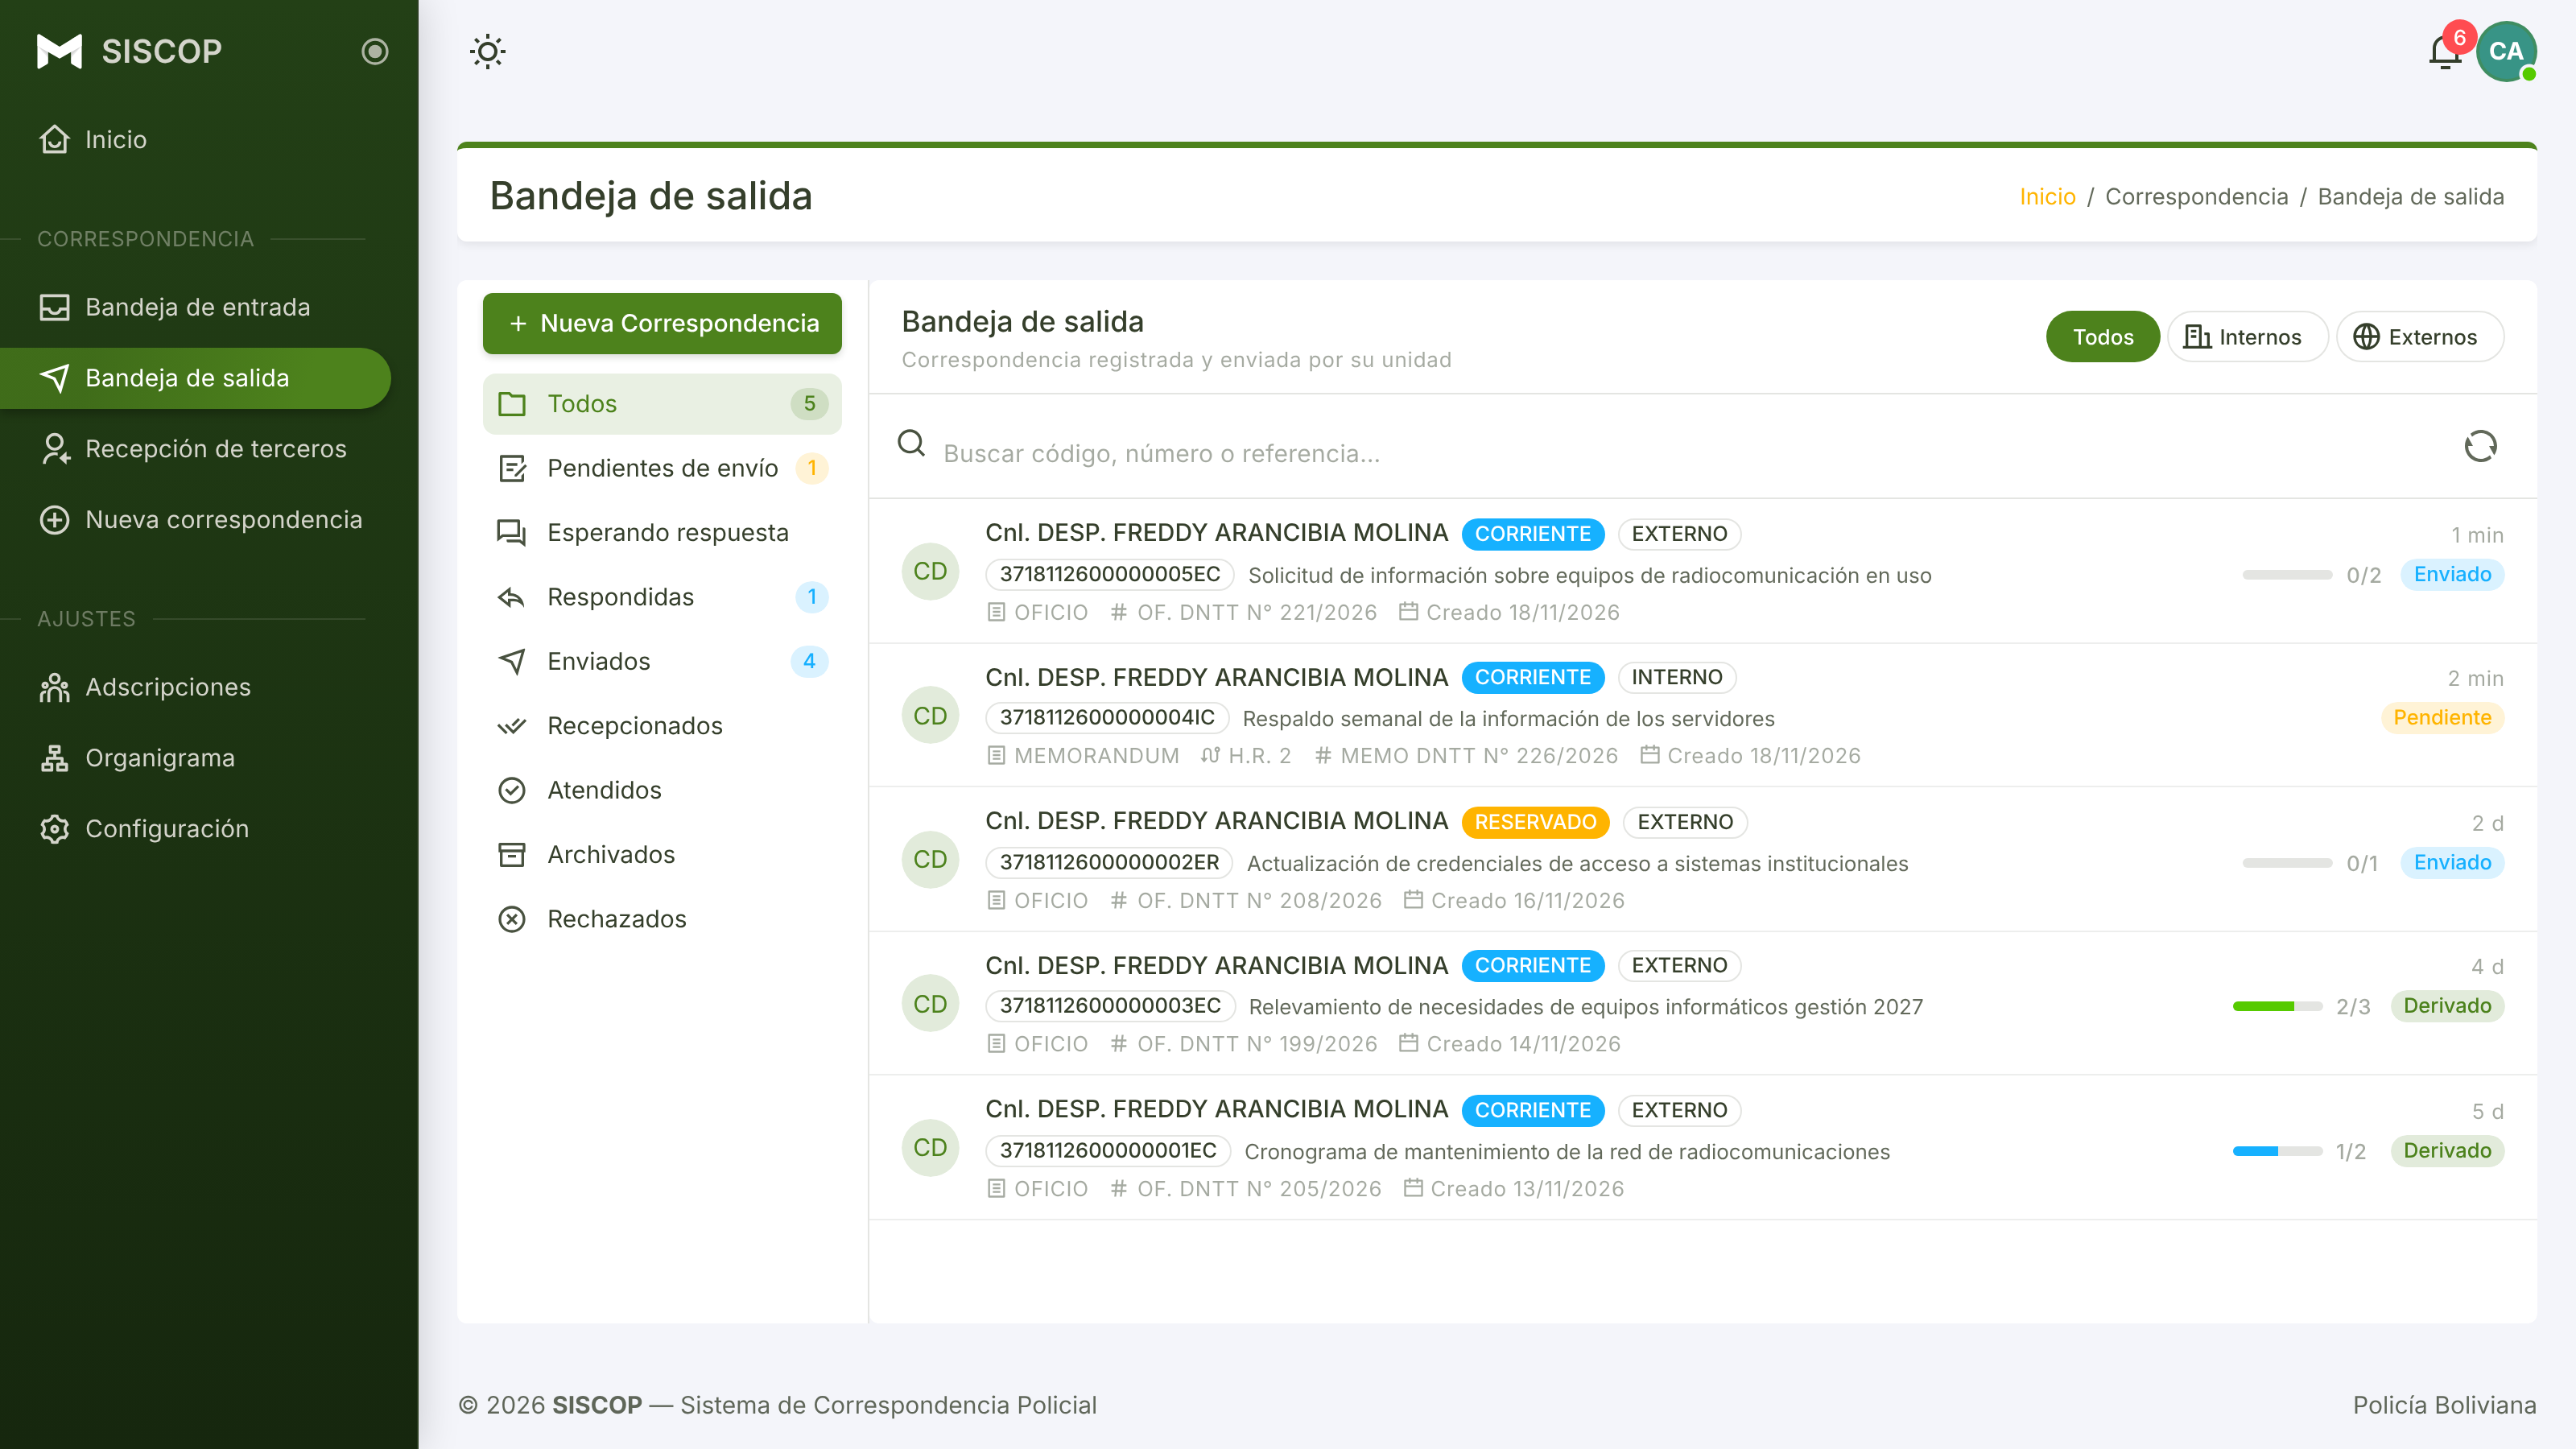 SISCOP
6
CA
Inicio
CORRESPONDENCIA
Bandeja de entrada
Bandeja de salida
Recepción de terceros
Nueva correspondencia
AJUSTES
Adscripciones
Organigrama
Configuración
Bandeja de salida
Inicio / Correspondencia / Bandeja de salida
+ Nueva Correspondencia
Todos 5
Pendientes de envío 1
Esperando respuesta
Respondidas 1
Enviados 4
Recepcionados
Atendidos
Archivados
Rechazados
Bandeja de salida
Correspondencia registrada y enviada por su unidad
Todos
Internos
Externos
Buscar código, número o referencia...
CD
Cnl. DESP. FREDDY ARANCIBIA MOLINA CORRIENTE EXTERNO 1 min
3718112600000005EC Solicitud de información sobre equipos de radiocomunicación en uso 0/2 Enviado
OFICIO # OF. DNTT N° 221/2026 Creado 18/11/2026
CD
Cnl. DESP. FREDDY ARANCIBIA MOLINA CORRIENTE INTERNO 2 min
3718112600000004IC Respaldo semanal de la información de los servidores Pendiente
MEMORANDUM H.R. 2 # MEMO DNTT N° 226/2026 Creado 18/11/2026
CD
Cnl. DESP. FREDDY ARANCIBIA MOLINA RESERVADO EXTERNO 2 d
3718112600000002ER Actualización de credenciales de acceso a sistemas institucionales 0/1 Enviado
OFICIO # OF. DNTT N° 208/2026 Creado 16/11/2026
CD
Cnl. DESP. FREDDY ARANCIBIA MOLINA CORRIENTE EXTERNO 4 d
3718112600000003EC Relevamiento de necesidades de equipos informáticos gestión 2027 2/3 Derivado
OFICIO # OF. DNTT N° 199/2026 Creado 14/11/2026
CD
Cnl. DESP. FREDDY ARANCIBIA MOLINA CORRIENTE EXTERNO 5 d
3718112600000001EC Cronograma de mantenimiento de la red de radiocomunicaciones 1/2 Derivado
OFICIO # OF. DNTT N° 205/2026 Creado 13/11/2026
© 2026 SISCOP — Sistema de Correspondencia Policial
Policía Boliviana